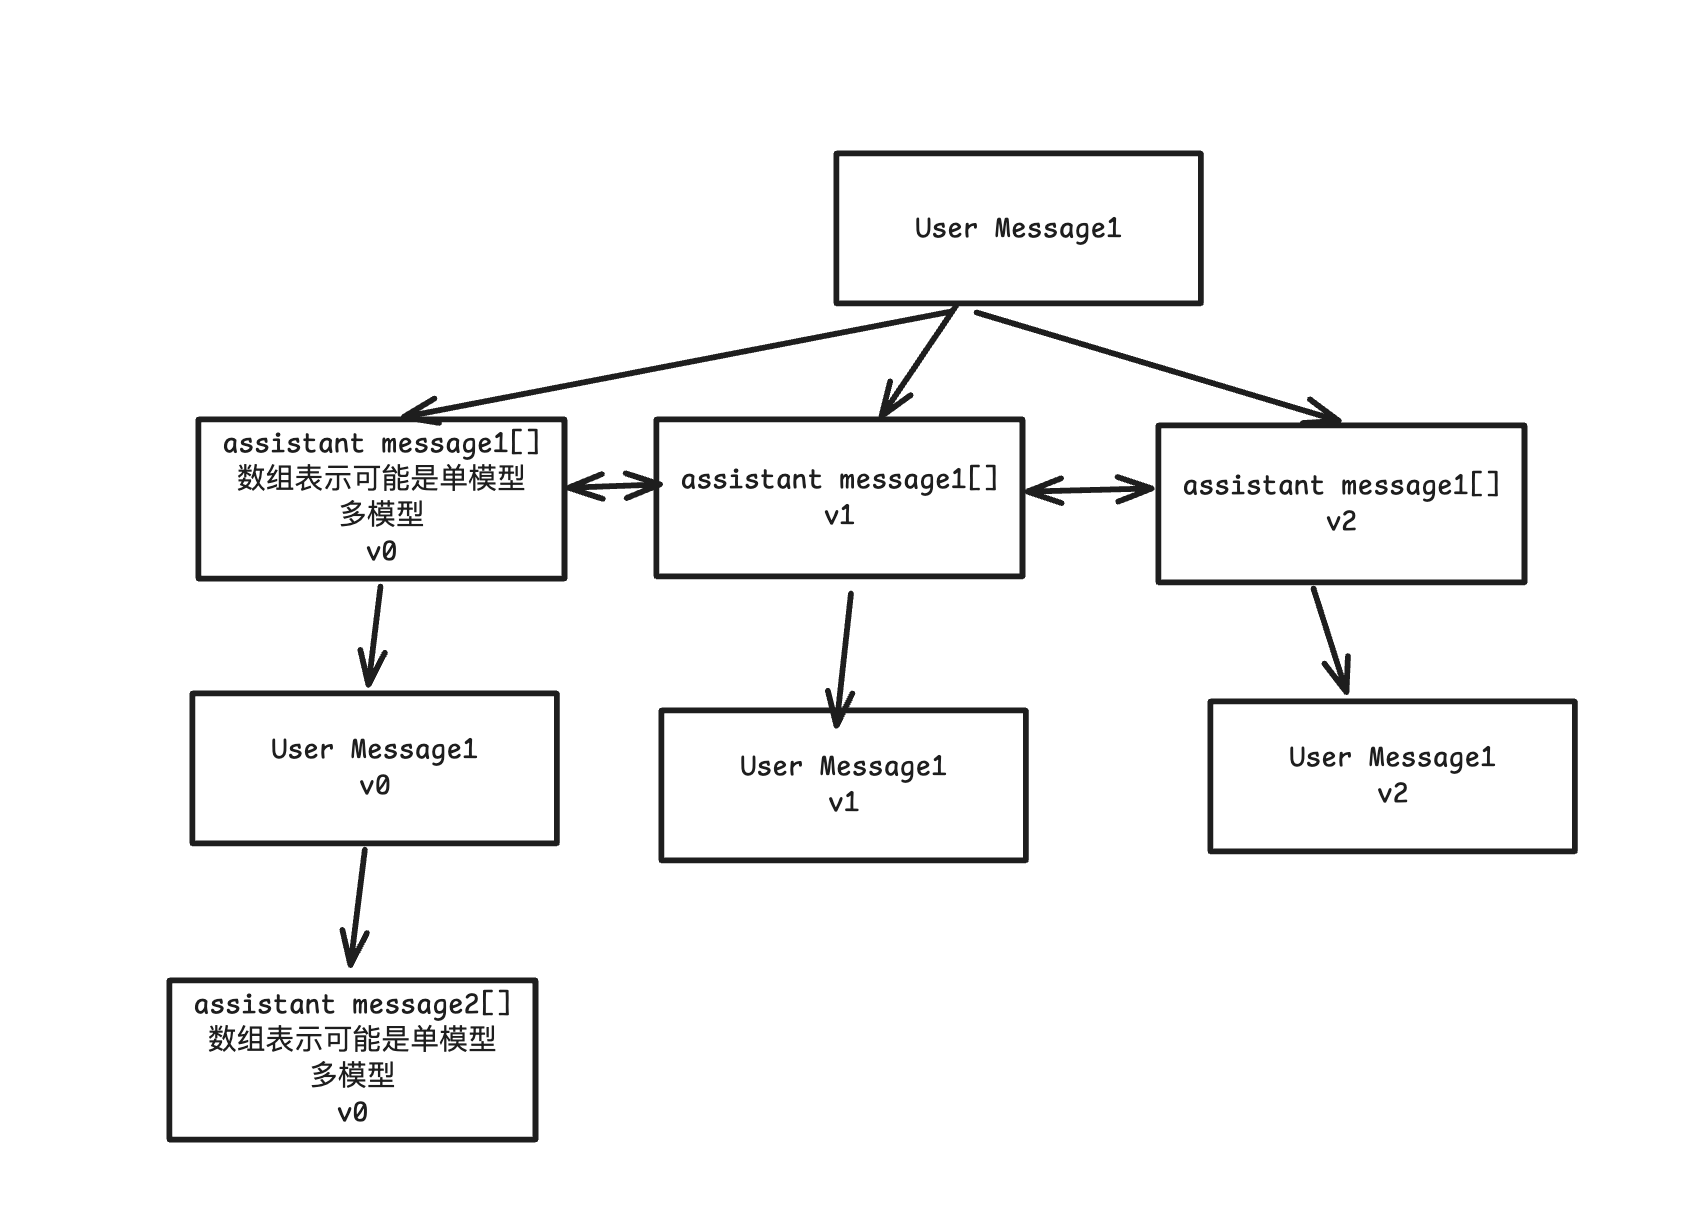 User Message1
assistant message1[]
数组表示可能是单模型
多模型
v0
assistant message1[]
v1
assistant message1[]
v2
User Message1
v0
User Message1
v1
User Message1
v2
assistant message2[]
数组表示可能是单模型
多模型
v0